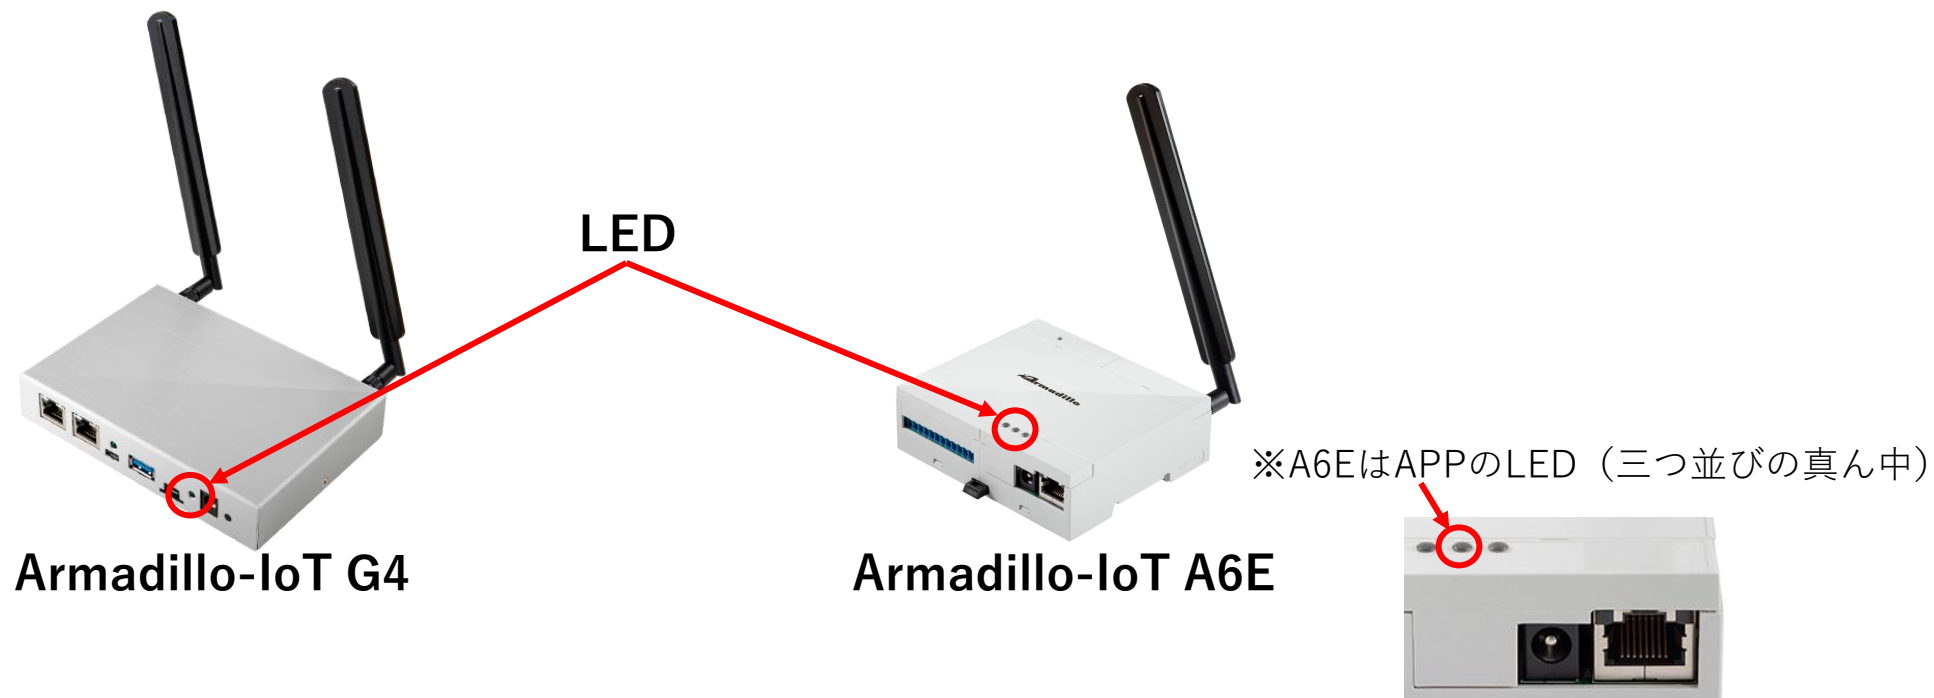 LED
Armadillo
※A6EはAPPのLED（三つ並びの真ん中）
Armadillo-IoT G4
Armadillo-IoT A6E